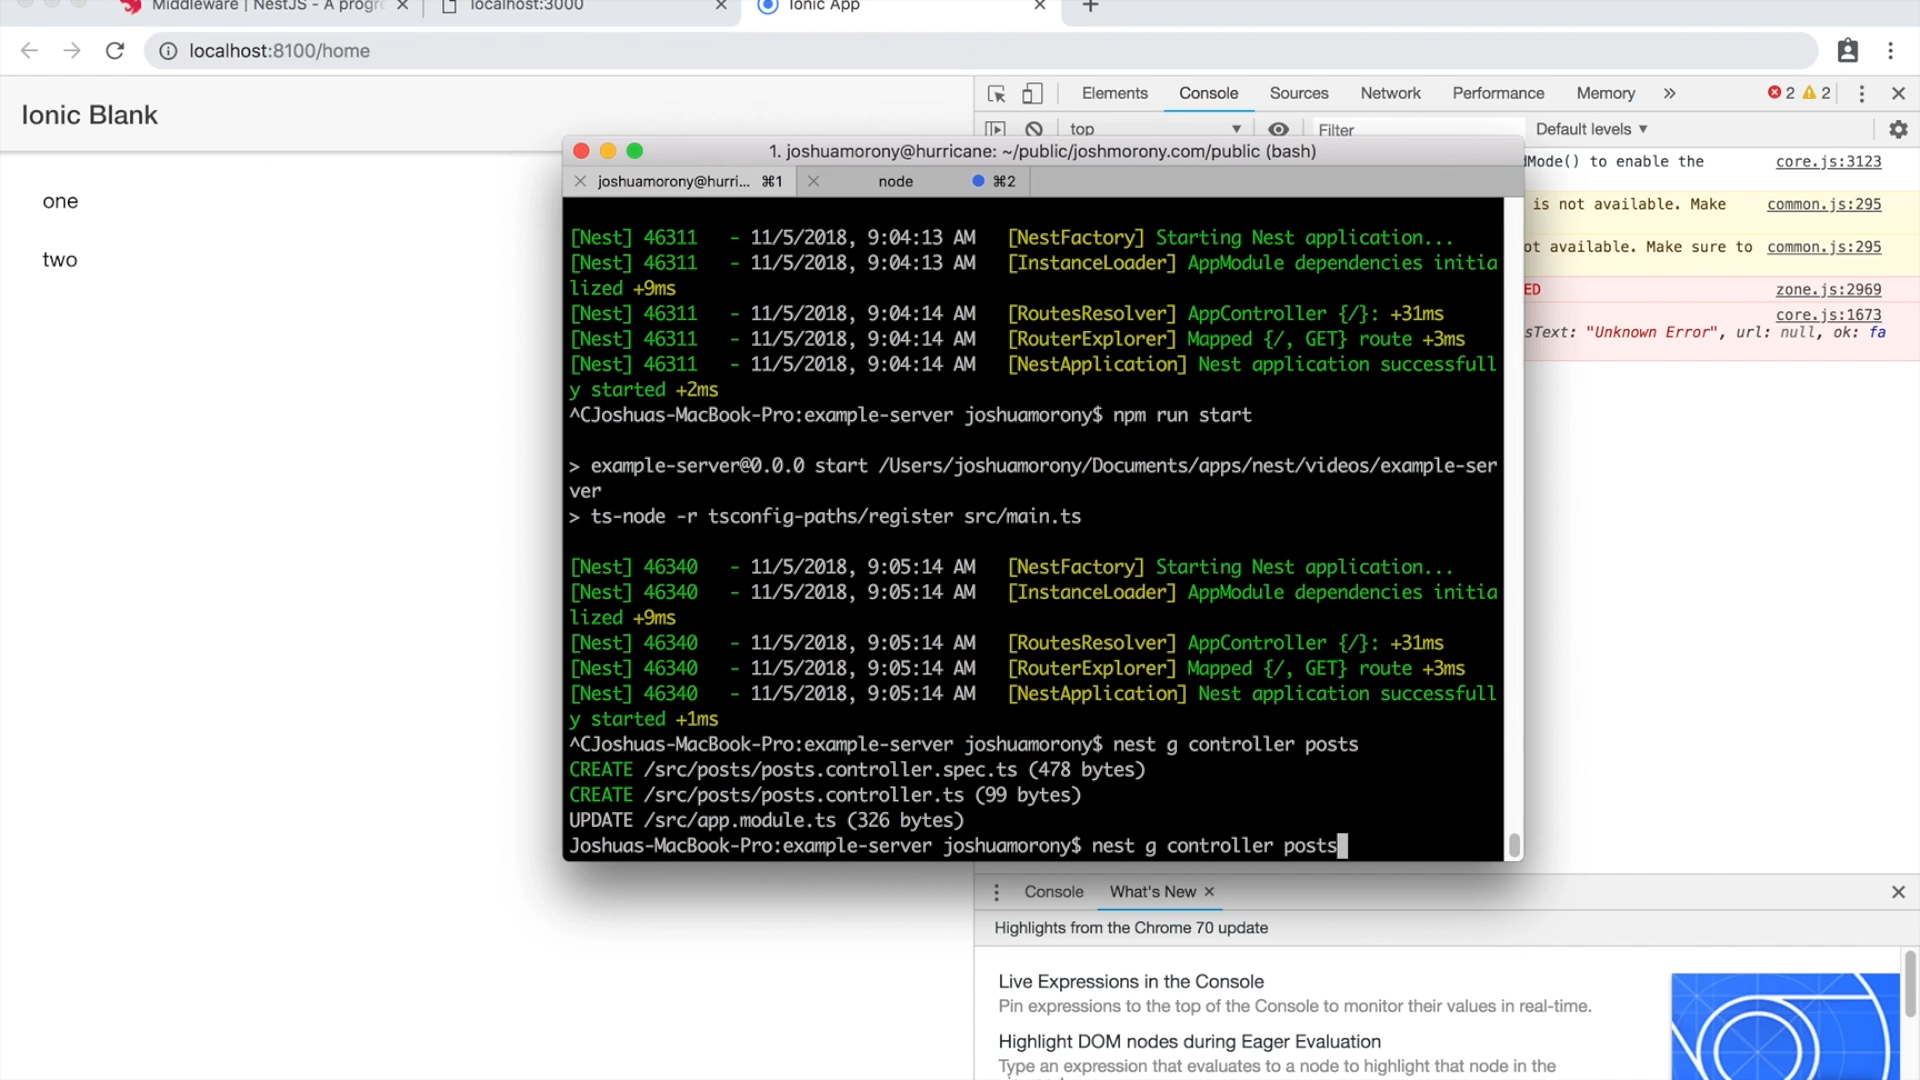 Middleware | NestJS - A progre
localhost:3000
Ionic App
localhost:8100/home
Ionic Blank
one
two
Elements Console Sources Network Performance Memory » 2 2
top Filter Default levels
1. joshuamorony@hurricane: ~/public/joshmorony.com/public (bash)
joshuamorony@hurri... ⌘1 node ⌘2
dMode() to enable the core.js:3123
is not available. Make common.js:295
ot available. Make sure to common.js:295
ED zone.js:2969
core.js:1673
sText: "Unknown Error", url: null, ok: fa
[Nest] 46311 - 11/5/2018, 9:04:13 AM [NestFactory] Starting Nest application...
[Nest] 46311 - 11/5/2018, 9:04:13 AM [InstanceLoader] AppModule dependencies initia
lized +9ms
[Nest] 46311 - 11/5/2018, 9:04:14 AM [RoutesResolver] AppController {/}: +31ms
[Nest] 46311 - 11/5/2018, 9:04:14 AM [RouterExplorer] Mapped {/, GET} route +3ms
[Nest] 46311 - 11/5/2018, 9:04:14 AM [NestApplication] Nest application successfull
y started +2ms
^CJoshuas-MacBook-Pro:example-server joshuamorony$ npm run start
> example-server@0.0.0 start /Users/joshuamorony/Documents/apps/nest/videos/example-ser
ver
> ts-node -r tsconfig-paths/register src/main.ts
[Nest] 46340 - 11/5/2018, 9:05:14 AM [NestFactory] Starting Nest application...
[Nest] 46340 - 11/5/2018, 9:05:14 AM [InstanceLoader] AppModule dependencies initia
lized +9ms
[Nest] 46340 - 11/5/2018, 9:05:14 AM [RoutesResolver] AppController {/}: +31ms
[Nest] 46340 - 11/5/2018, 9:05:14 AM [RouterExplorer] Mapped {/, GET} route +3ms
[Nest] 46340 - 11/5/2018, 9:05:14 AM [NestApplication] Nest application successfull
y started +1ms
^CJoshuas-MacBook-Pro:example-server joshuamorony$ nest g controller posts
CREATE /src/posts/posts.controller.spec.ts (478 bytes)
CREATE /src/posts/posts.controller.ts (99 bytes)
UPDATE /src/app.module.ts (326 bytes)
Joshuas-MacBook-Pro:example-server joshuamorony$ nest g controller posts
Console What's New
Highlights from the Chrome 70 update
Live Expressions in the Console
Pin expressions to the top of the Console to monitor their values in real-time.
Highlight DOM nodes during Eager Evaluation
Type an expression that evaluates to a node to highlight that node in the